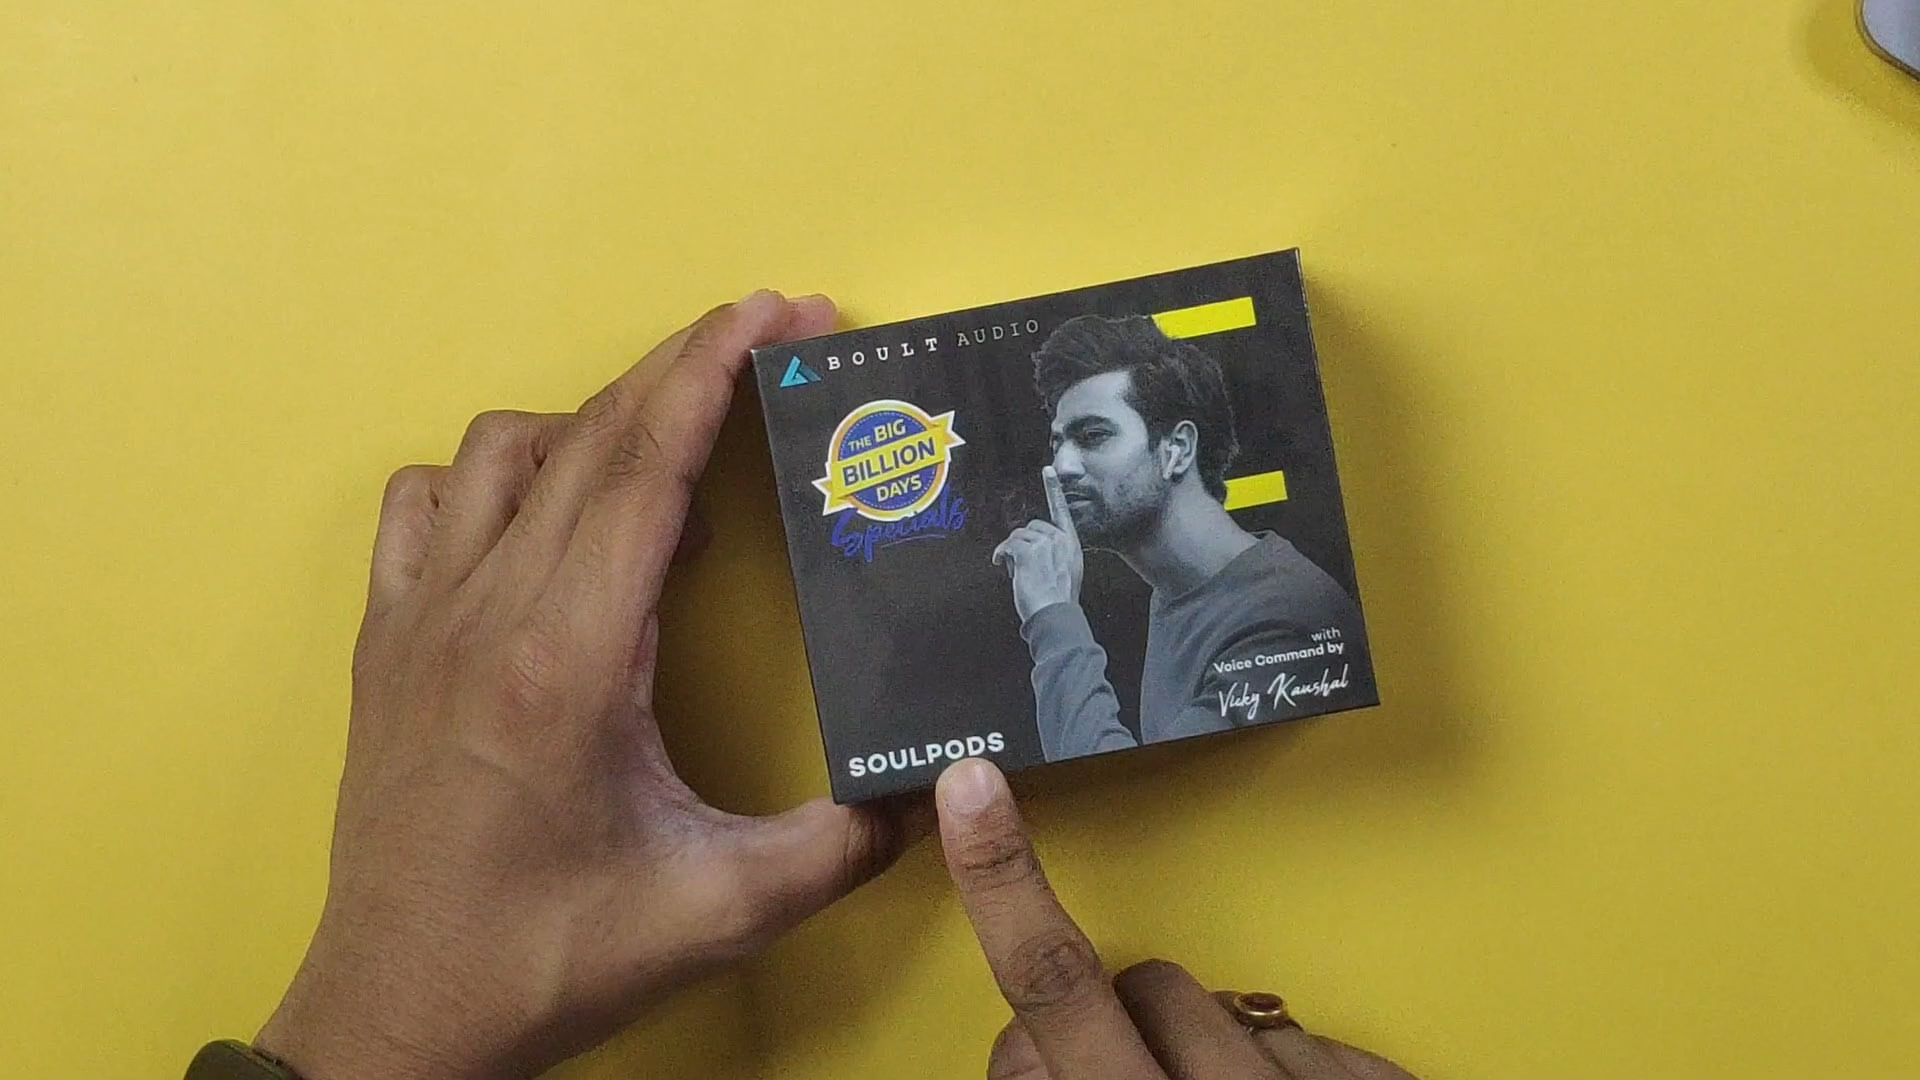 BOULT AUDIO
THE BIG
BILLION
DAYS
Specials
with
Voice Command by
Vicky Kaushal
SOULPODS